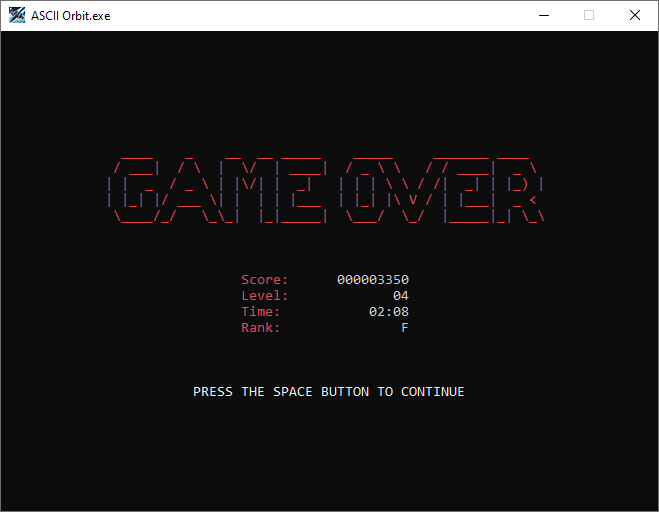 ASCII Orbit.exe
GAME OVER
Score: 000003350
Level: 04
Time: 02:08
Rank: F
PRESS THE SPACE BUTTON TO CONTINUE